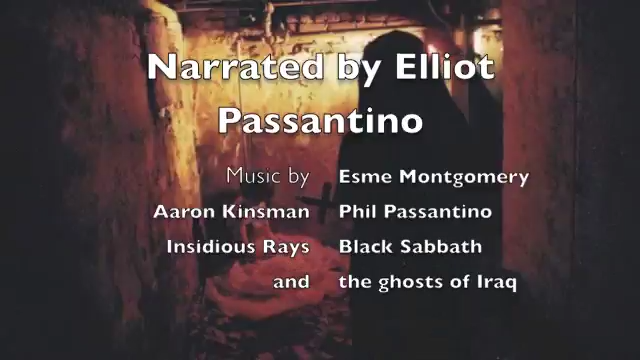 Narrated by Elliot
Passantino
Music by Esme Montgomery
Aaron Kinsman Phil Passantino
Insidious Rays Black Sabbath
and the ghosts of Iraq